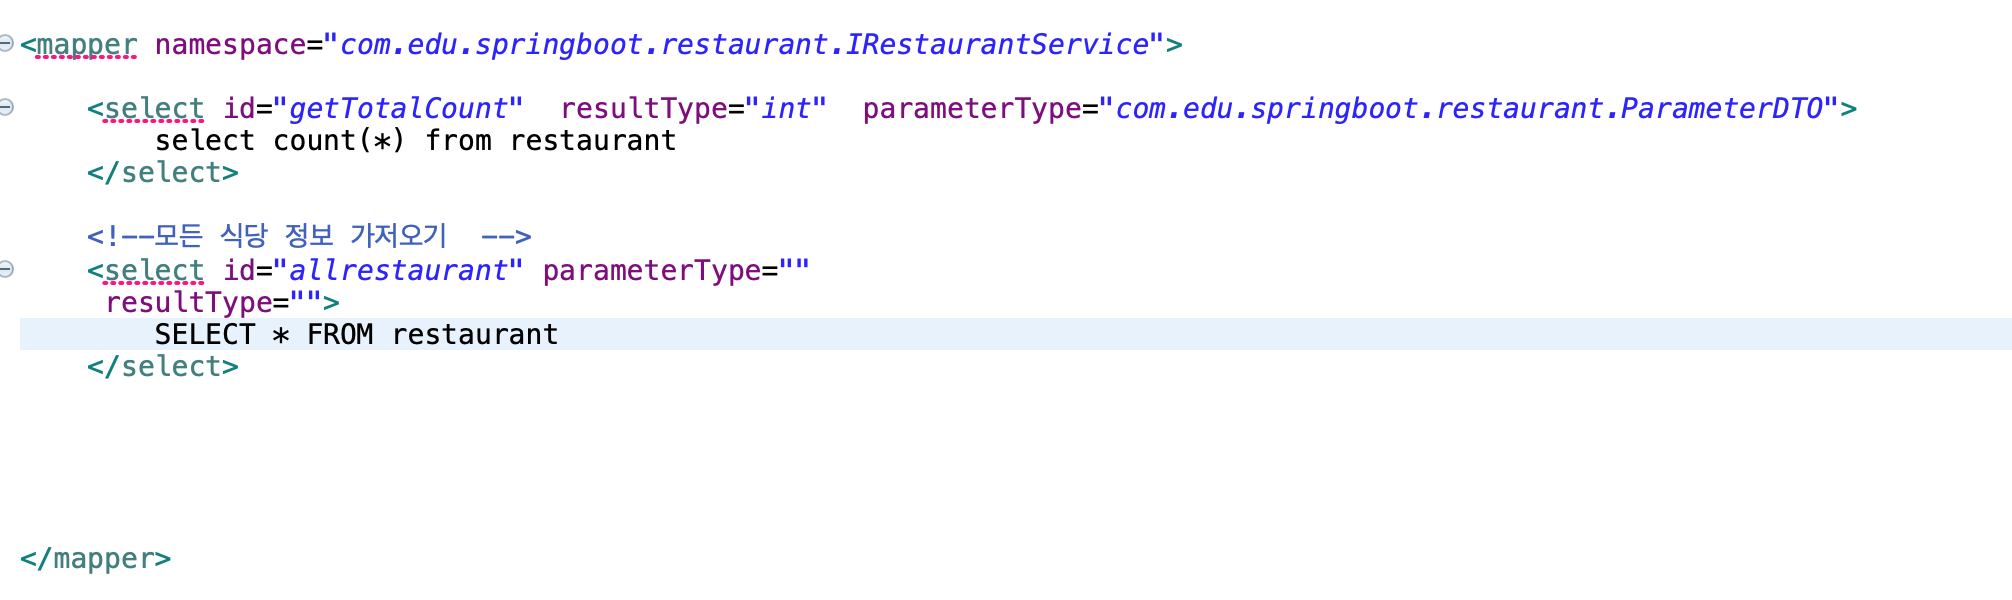 <mapper namespace="com.edu.springboot.restaurant.IRestaurantService">
<select id="getTotalCount"  resultType="int"  parameterType="com.edu.springboot.restaurant.ParameterDTO">
select count(*) from restaurant
</select>
<!--모든 식당 정보 가저오기  -->
<select id="allrestaurant" parameterType=""
resultType="">
SELECT * FROM restaurant
</select>
</mapper>